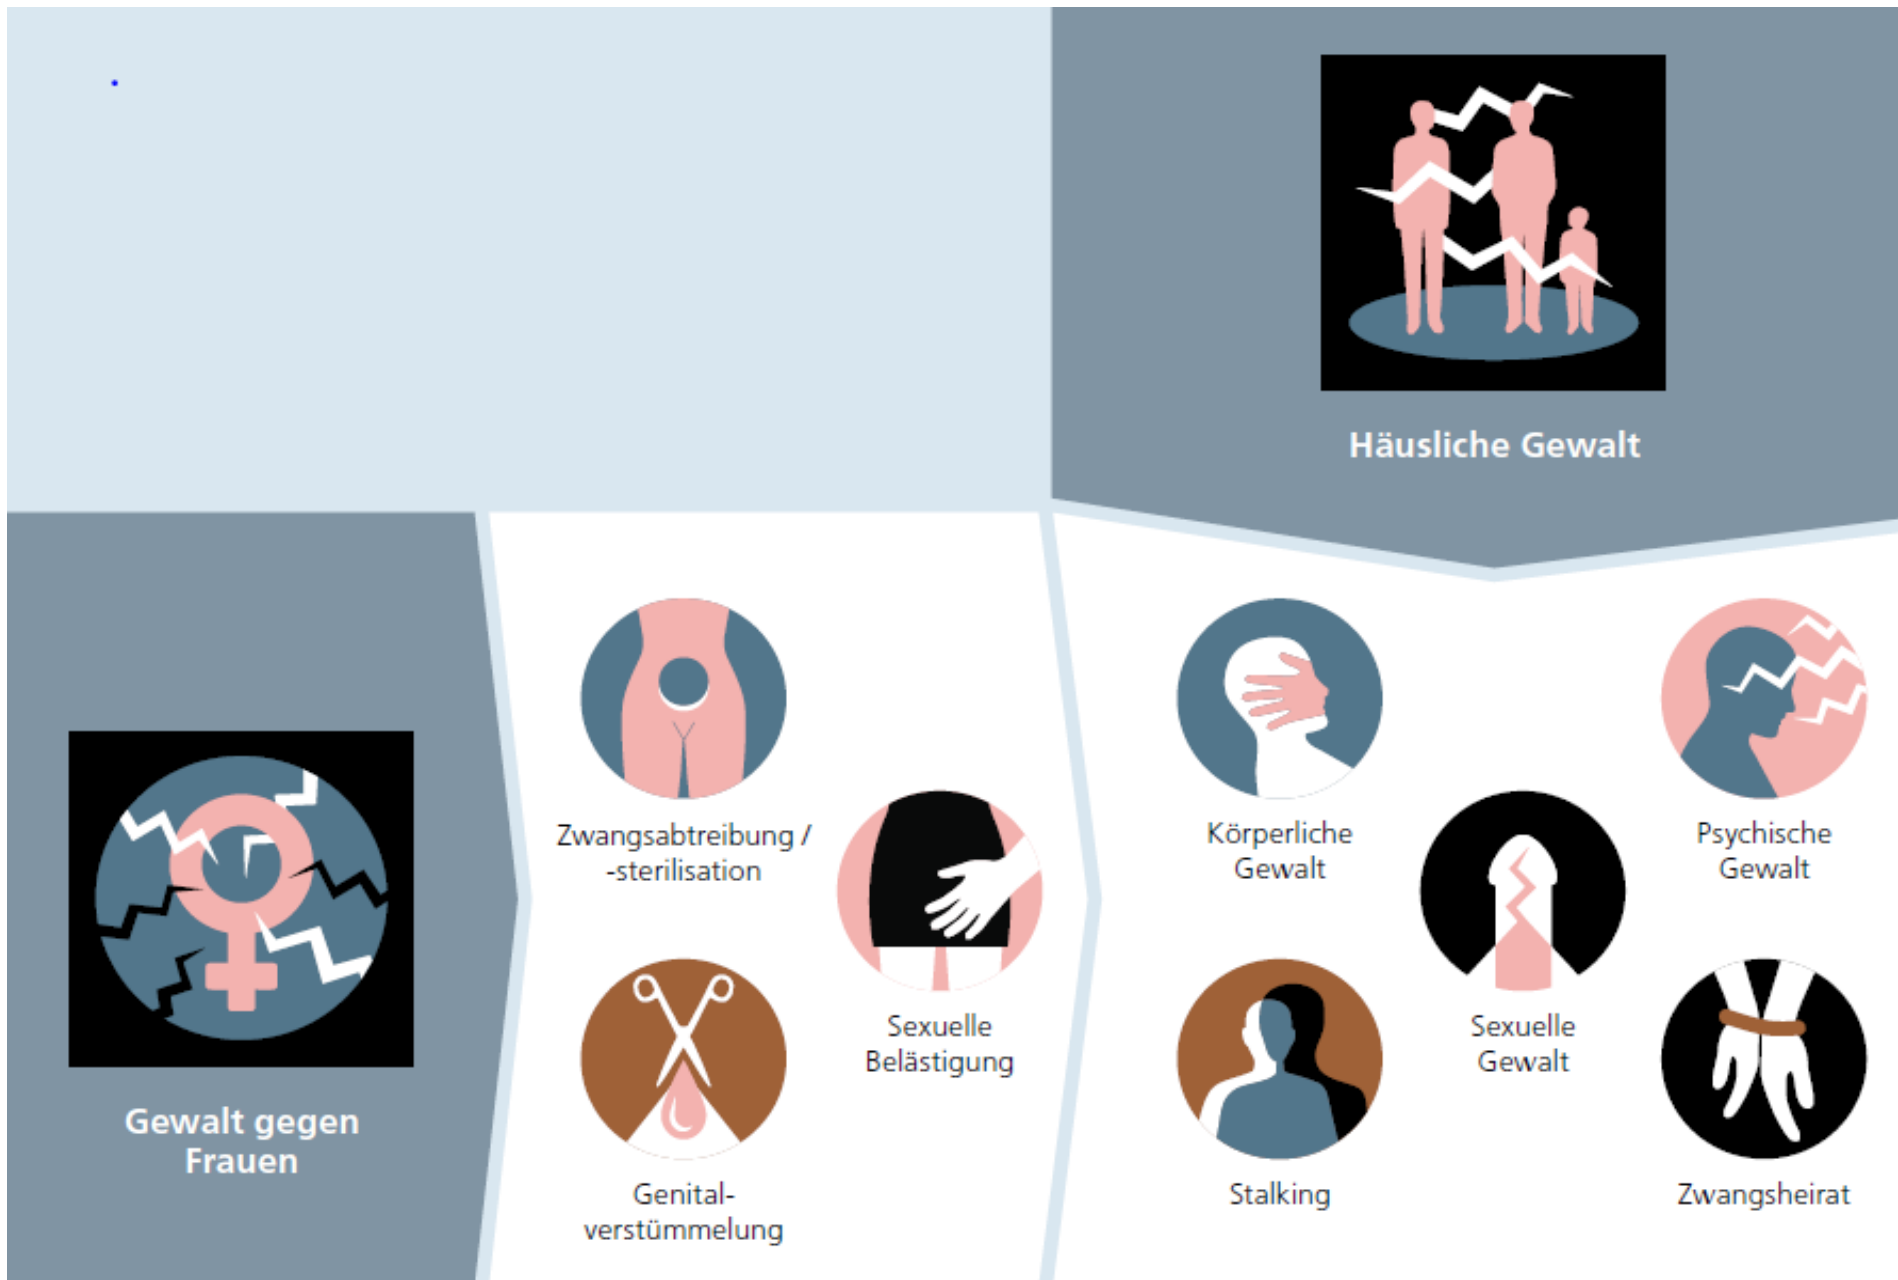 Häusliche Gewalt
Gewalt gegen
Frauen
Zwangsabtreibung /
-sterilisation
Sexuelle
Belästigung
Genital-
verstümmelung
Körperliche
Gewalt
Psychische
Gewalt
Sexuelle
Gewalt
Stalking
Zwangsheirat